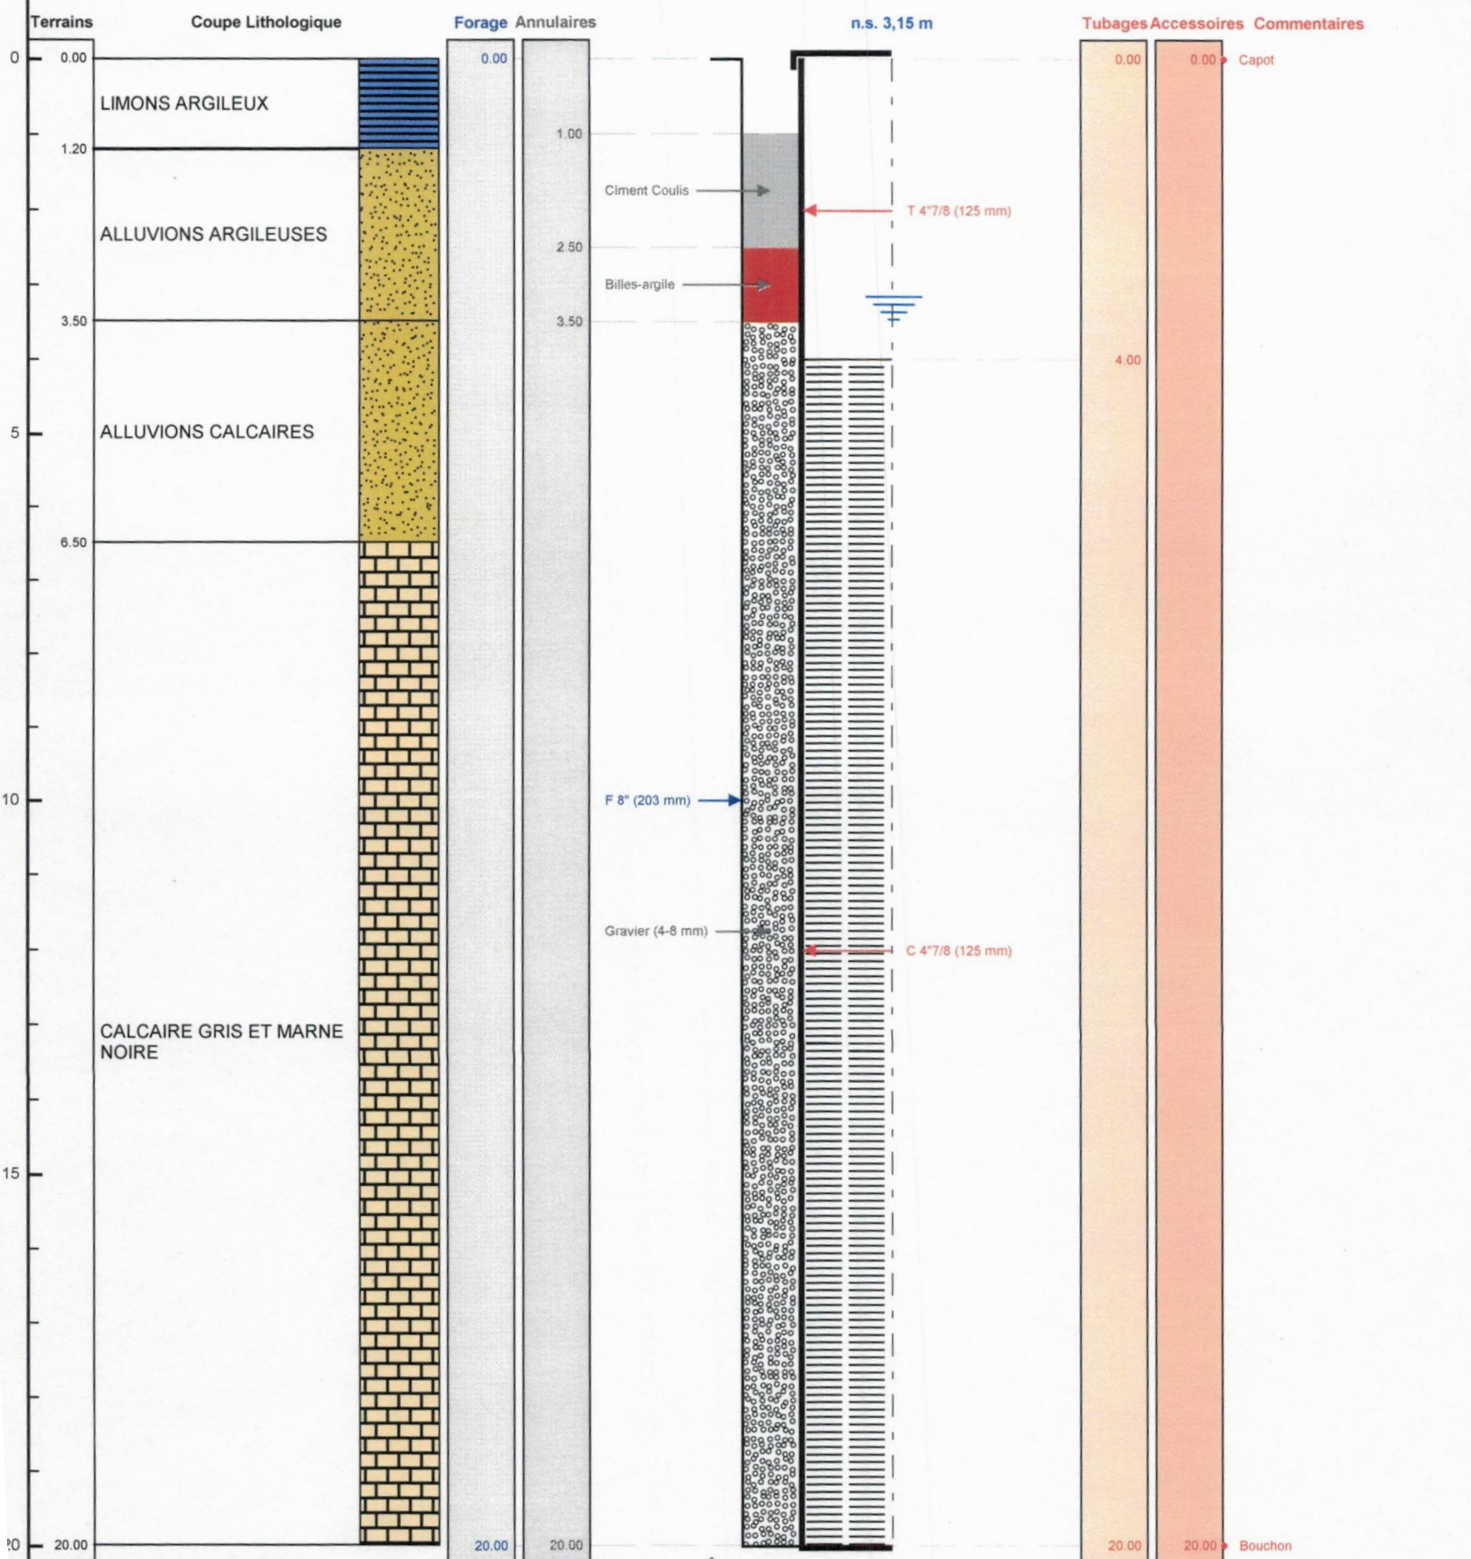 Terrains Coupe Lithologique Forage Annulaires n.s. 3,15 m Tubages Accessoires Commentaires
0 0.00 0.00 0.00 0.00 Capot
LIMONS ARGILEUX
1.00
1.20
Ciment Coulis
T 4"7/8 (125 mm)
ALLUVIONS ARGILEUSES
2.50
Billes-argile
3.50 3.50
4.00
5 ALLUVIONS CALCAIRES
6.50
10 F 8" (203 mm)
Gravier (4-8 mm)
C 4"7/8 (125 mm)
CALCAIRE GRIS ET MARNE
NOIRE
15
20 20.00 20.00 20.00 20.00 20.00 Bouchon